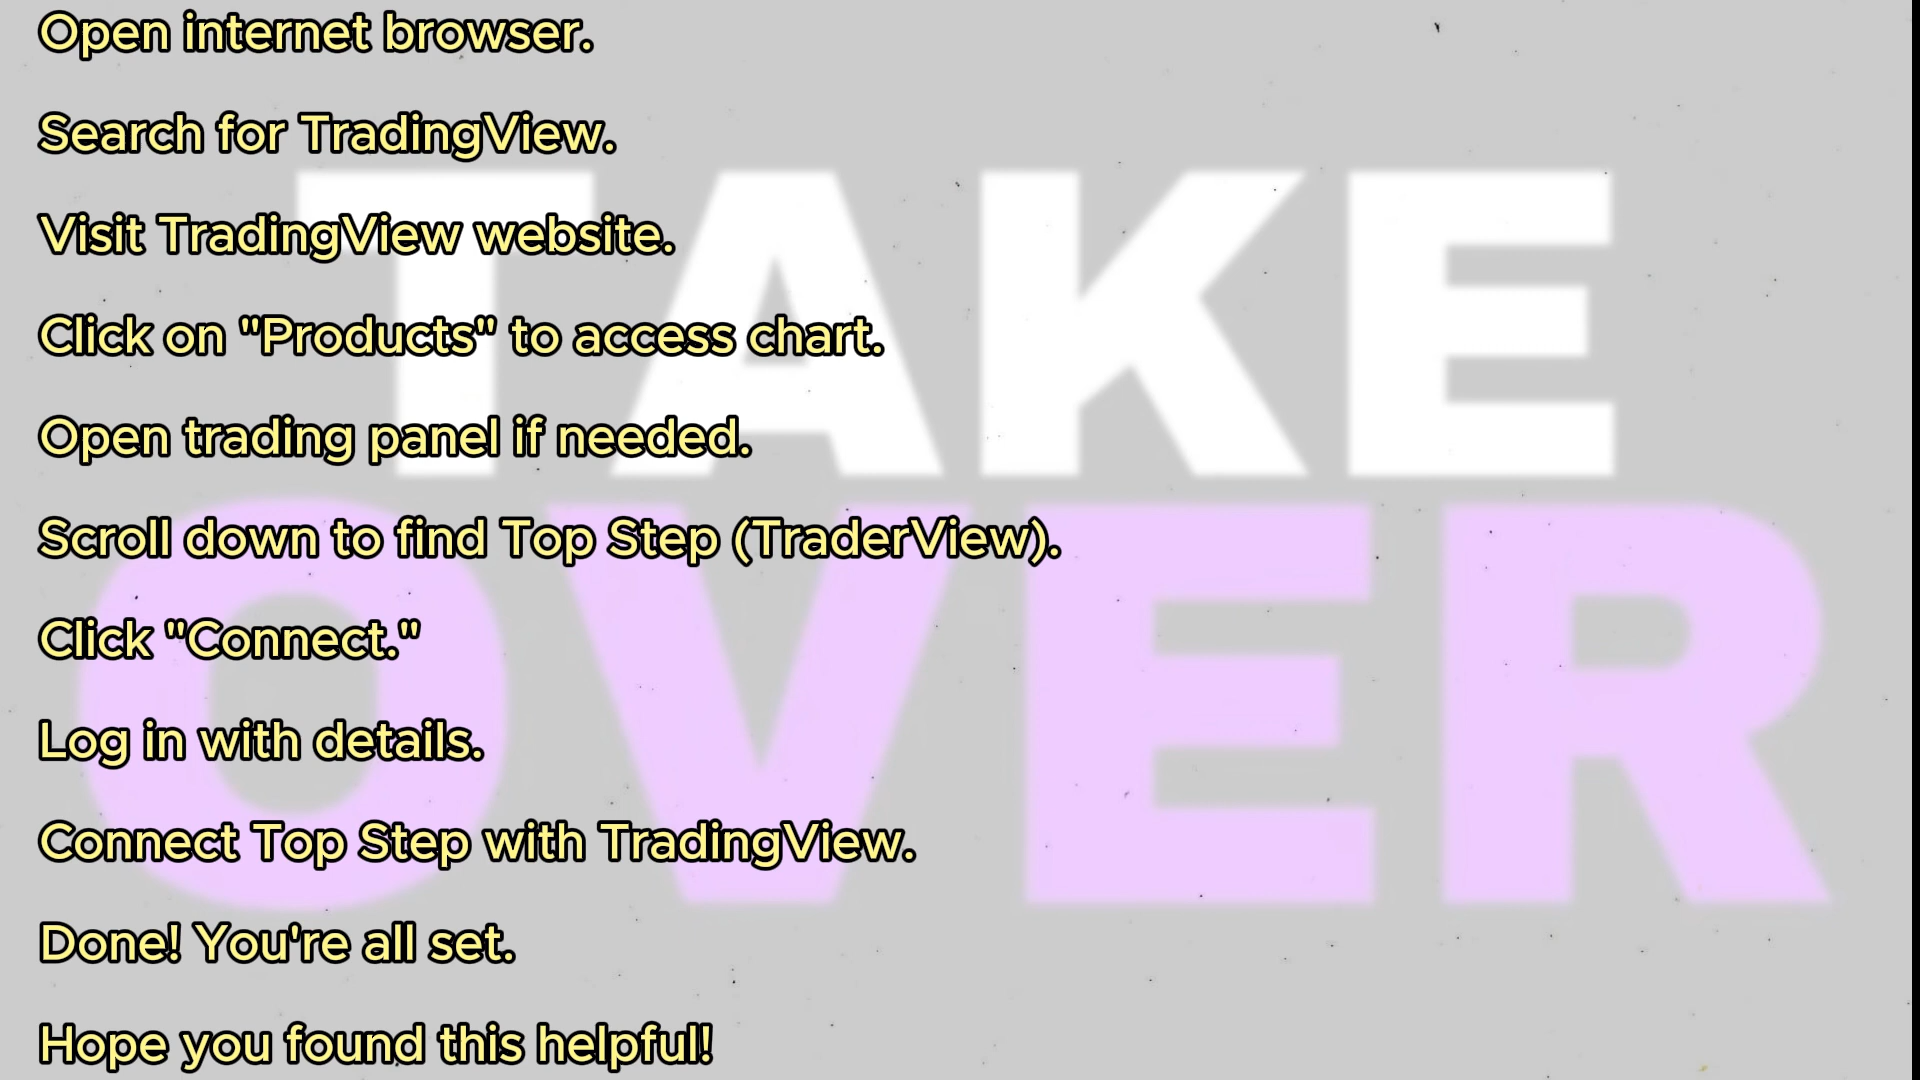 Open internet browser.
Search for TradingView.
Visit TradingView website.
Click on "Products" to access chart.
Open trading panel if needed.
Scroll down to find Top Step (TraderView).
Click "Connect."
Log in with details.
Connect Top Step with TradingView.
Done! You're all set.
Hope you found this helpful!
TAKE
OVER